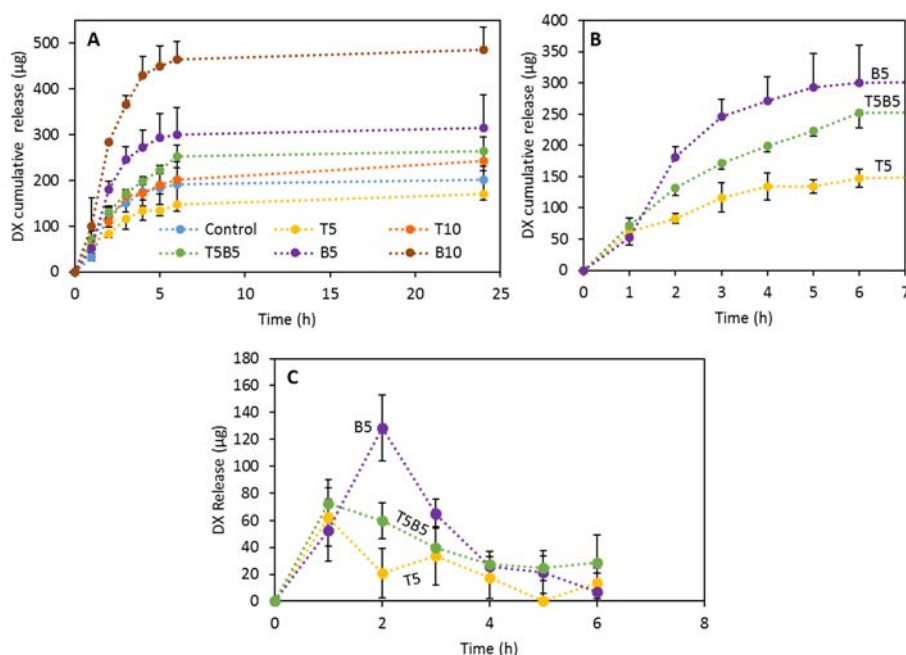 A
DX cumulative release (µg)
500
400
300
200
100
0
Control
T5
T10
T5B5
B5
B10
0 5 10 15 20 25
Time (h)
B
DX cumulative release (µg)
400
350
300
250
200
150
100
50
0
B5
T5B5
T5
0 1 2 3 4 5 6 7
Time (h)
C
DX Release (µg)
180
160
140
120
100
80
60
40
20
0
B5
T5B5
T5
0 2 4 6 8
Time (h)